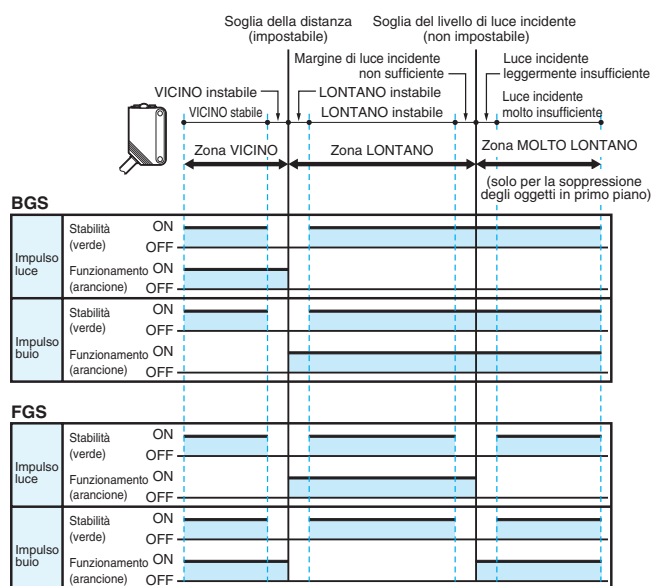 Soglia della distanza
(impostabile)
Soglia del livello di luce incidente
(non impostabile)
Margine di luce incidente
non sufficiente
Luce incidente
leggermente insufficiente
VICINO instabile
LONTANO instabile
Luce incidente
molto insufficiente
VICINO stabile
LONTANO instabile
Zona VICINO
Zona LONTANO
Zona MOLTO LONTANO
(solo per la soppressione
degli oggetti in primo piano)
BGS
Impulso
luce
Stabilità
(verde)
ON
OFF
Funzionamento
(arancione)
ON
OFF
Impulso
buio
Stabilità
(verde)
ON
OFF
Funzionamento
(arancione)
ON
OFF
FGS
Impulso
luce
Stabilità
(verde)
ON
OFF
Funzionamento
(arancione)
ON
OFF
Impulso
buio
Stabilità
(verde)
ON
OFF
Funzionamento
(arancione)
ON
OFF